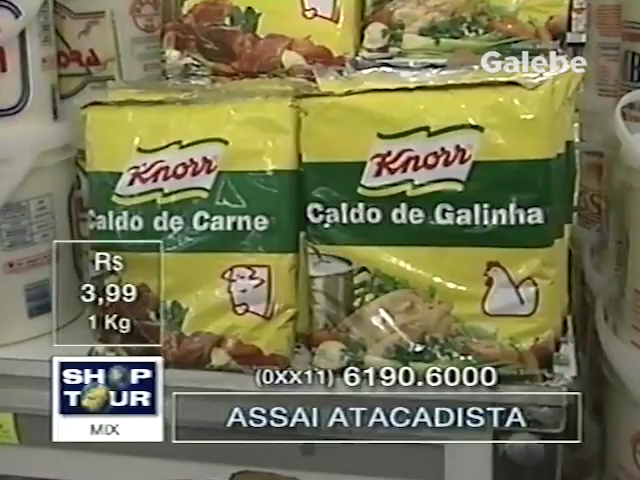 Galebe
Knorr
Caldo de Carne
Knorr
Caldo de Galinha
R$
3,99
1 Kg
SHOP
TOUR
MIX
(0XX11) 6190.6000
ASSAI ATACADISTA